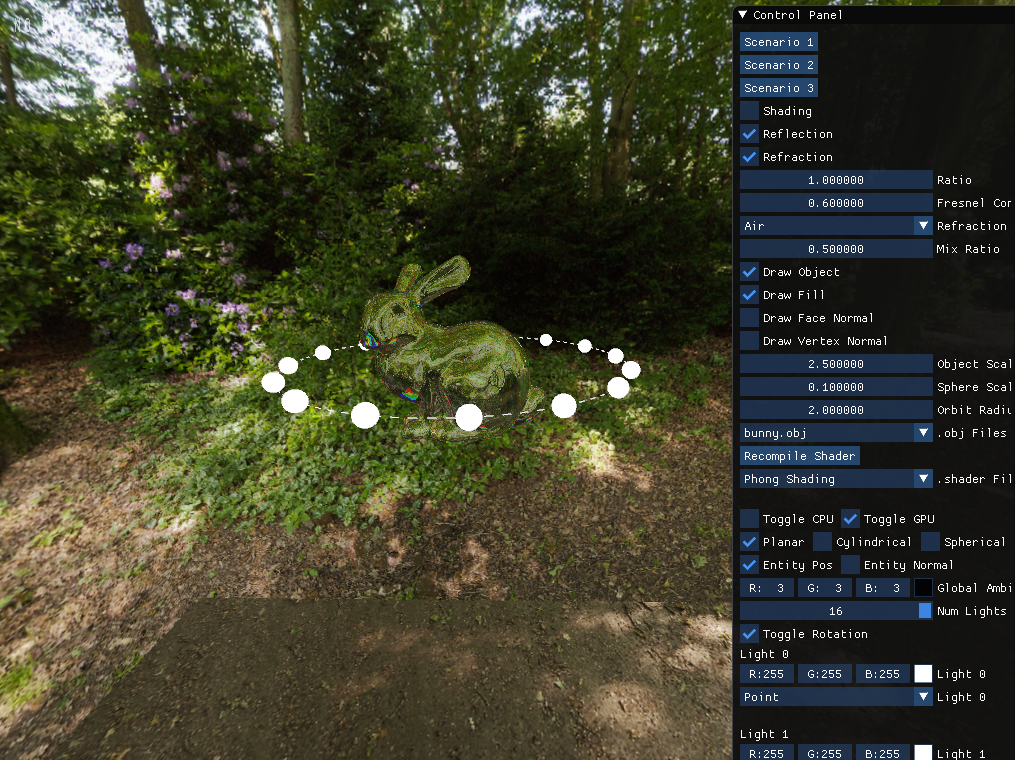 Control Panel
Scenario 1
Scenario 2
Scenario 3
Shading
Reflection
Refraction
1.000000 Ratio
0.600000 Fresnel Cor
Air Refraction
0.500000 Mix Ratio
Draw Object
Draw Fill
Draw Face Normal
Draw Vertex Normal
2.500000 Object Scal
0.100000 Sphere Scal
2.000000 Orbit Radiu
bunny.obj .obj Files
Recompile Shader
Phong Shading .shader Fil
Toggle CPU Toggle GPU
Planar Cylindrical Spherical
Entity Pos Entity Normal
R: 3 G: 3 B: 3 Global Ambi
16 Num Lights
Toggle Rotation
Light 0
R:255 G:255 B:255 Light 0
Point Light 0
Light 1
R:255 G:255 B:255 Light 1